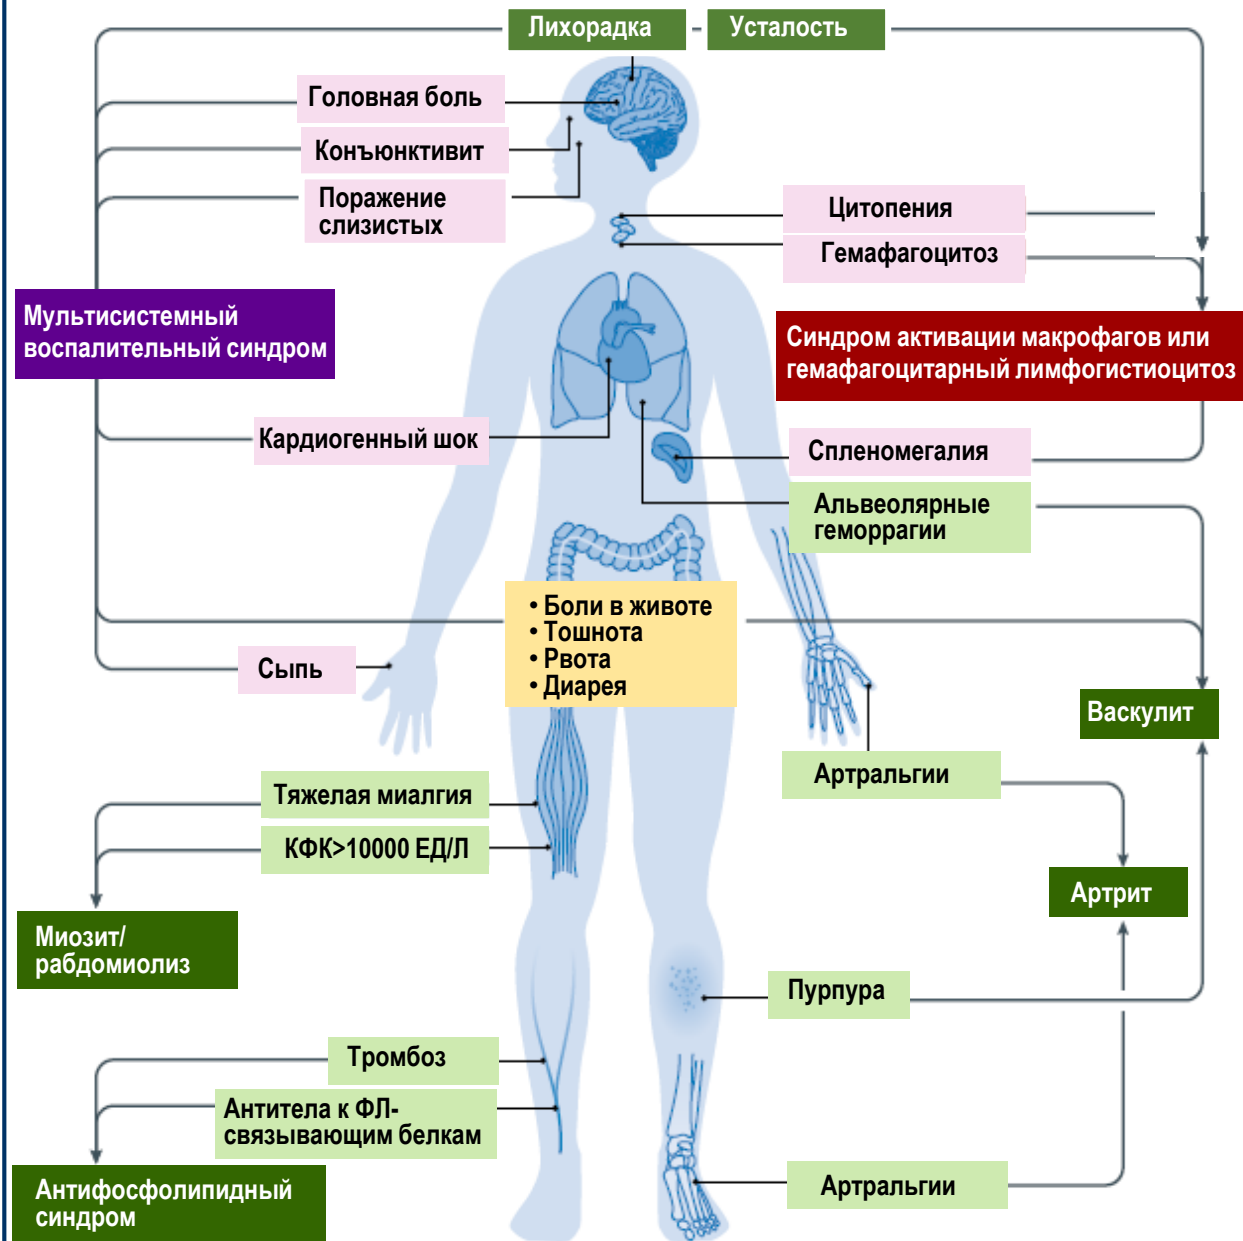 Лихорадка
Усталость
Головная боль
Конъюнктивит
Поражение
слизистых
Цитопения
Гемафагоцитоз
Мультисистемный
воспалительный синдром
Синдром активации макрофагов или
гемафагоцитарный лимфогистиоцитоз
Кардиогенный шок
Спленомегалия
Альвеолярные
геморрагии
• Боли в животе
• Тошнота
• Рвота
• Диарея
Сыпь
Васкулит
Артральгии
Тяжелая миалгия
КФК>10000 ЕД/Л
Артрит
Миозит/
рабдомиолиз
Пурпура
Тромбоз
Антитела к ФЛ-
связывающим белкам
Артральгии
Антифосфолипидный
синдром